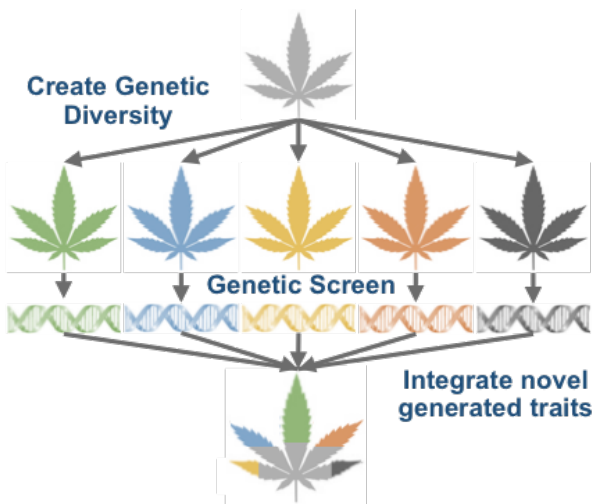 Create Genetic
Diversity
Genetic Screen
Integrate novel
generated traits